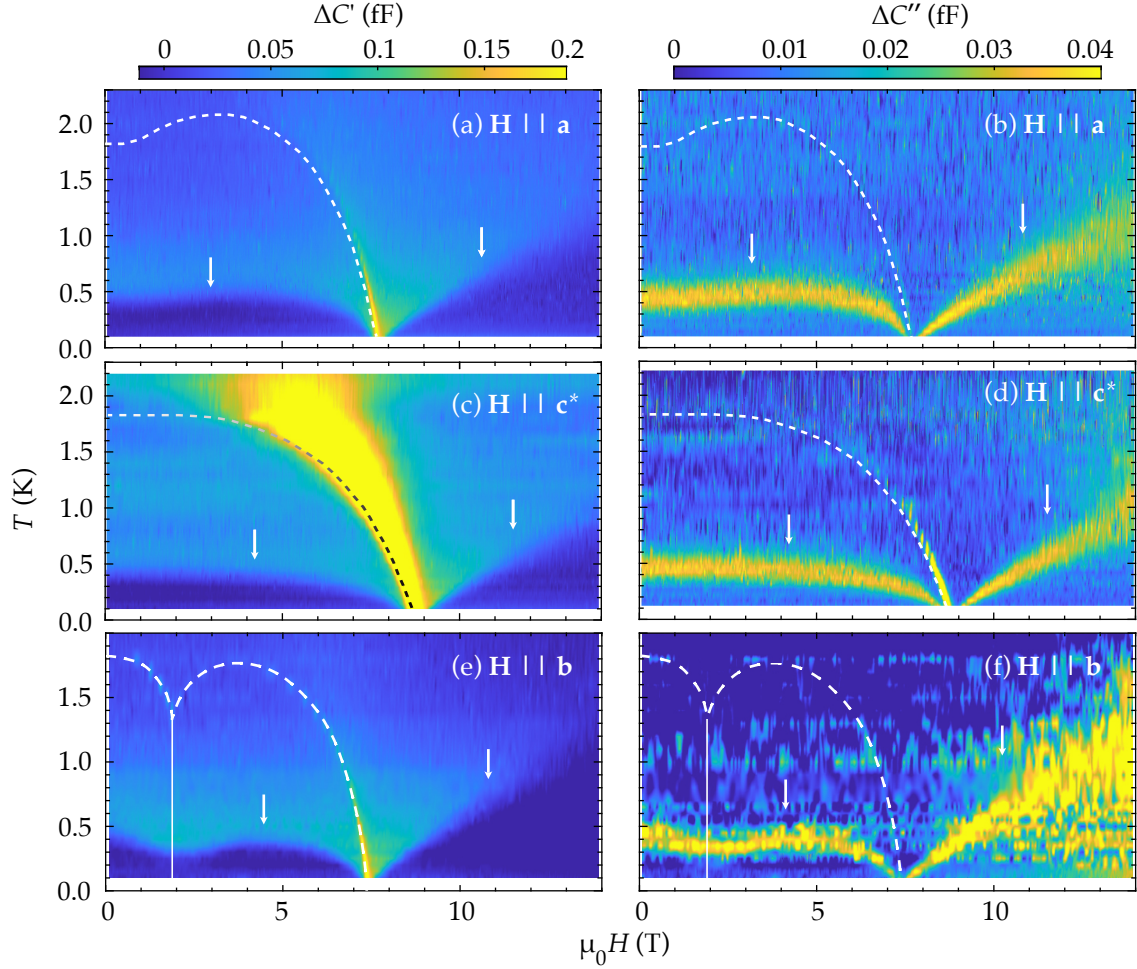 ΔC' (fF)
ΔC'' (fF)
0 0.05 0.1 0.15 0.2
0 0.01 0.02 0.03 0.04
(a) H || a
(b) H || a
2.0
1.5
1.0
0.5
0.0
(c) H || c*
(d) H || c*
2.0
1.5
1.0
0.5
0.0
T (K)
(e) H || b
(f) H || b
1.5
1.0
0.5
0.0
0 5 10
0 5 10
μ0H (T)